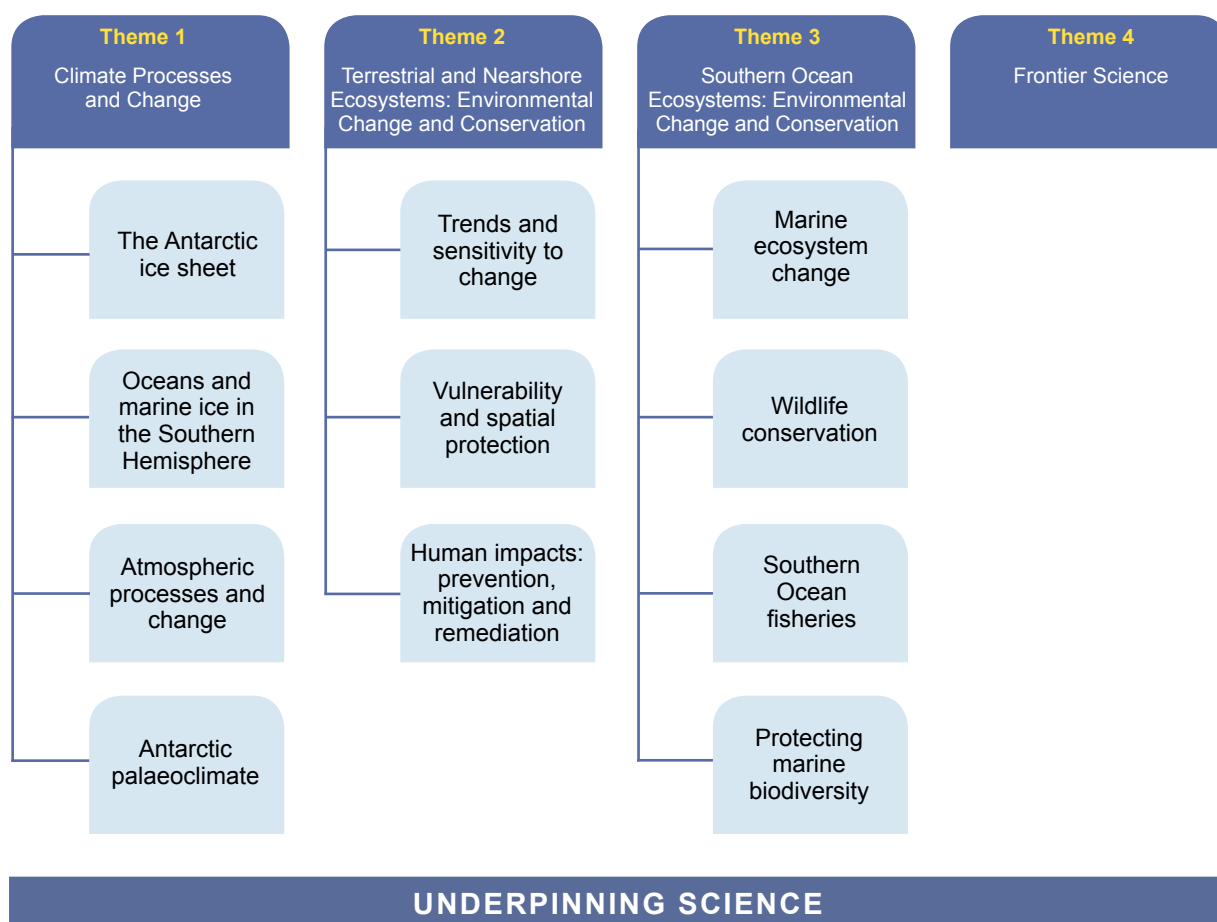 Theme 1
Climate Processes
and Change
The Antarctic
ice sheet
Oceans and
marine ice in
the Southern
Hemisphere
Atmospheric
processes and
change
Antarctic
palaeoclimate
Theme 2
Terrestrial and Nearshore
Ecosystems: Environmental
Change and Conservation
Trends and
sensitivity to
change
Vulnerability
and spatial
protection
Human impacts:
prevention,
mitigation and
remediation
Theme 3
Southern Ocean
Ecosystems: Environmental
Change and Conservation
Marine
ecosystem
change
Wildlife
conservation
Southern
Ocean
fisheries
Protecting
marine
biodiversity
Theme 4
Frontier Science
UNDERPINNING SCIENCE